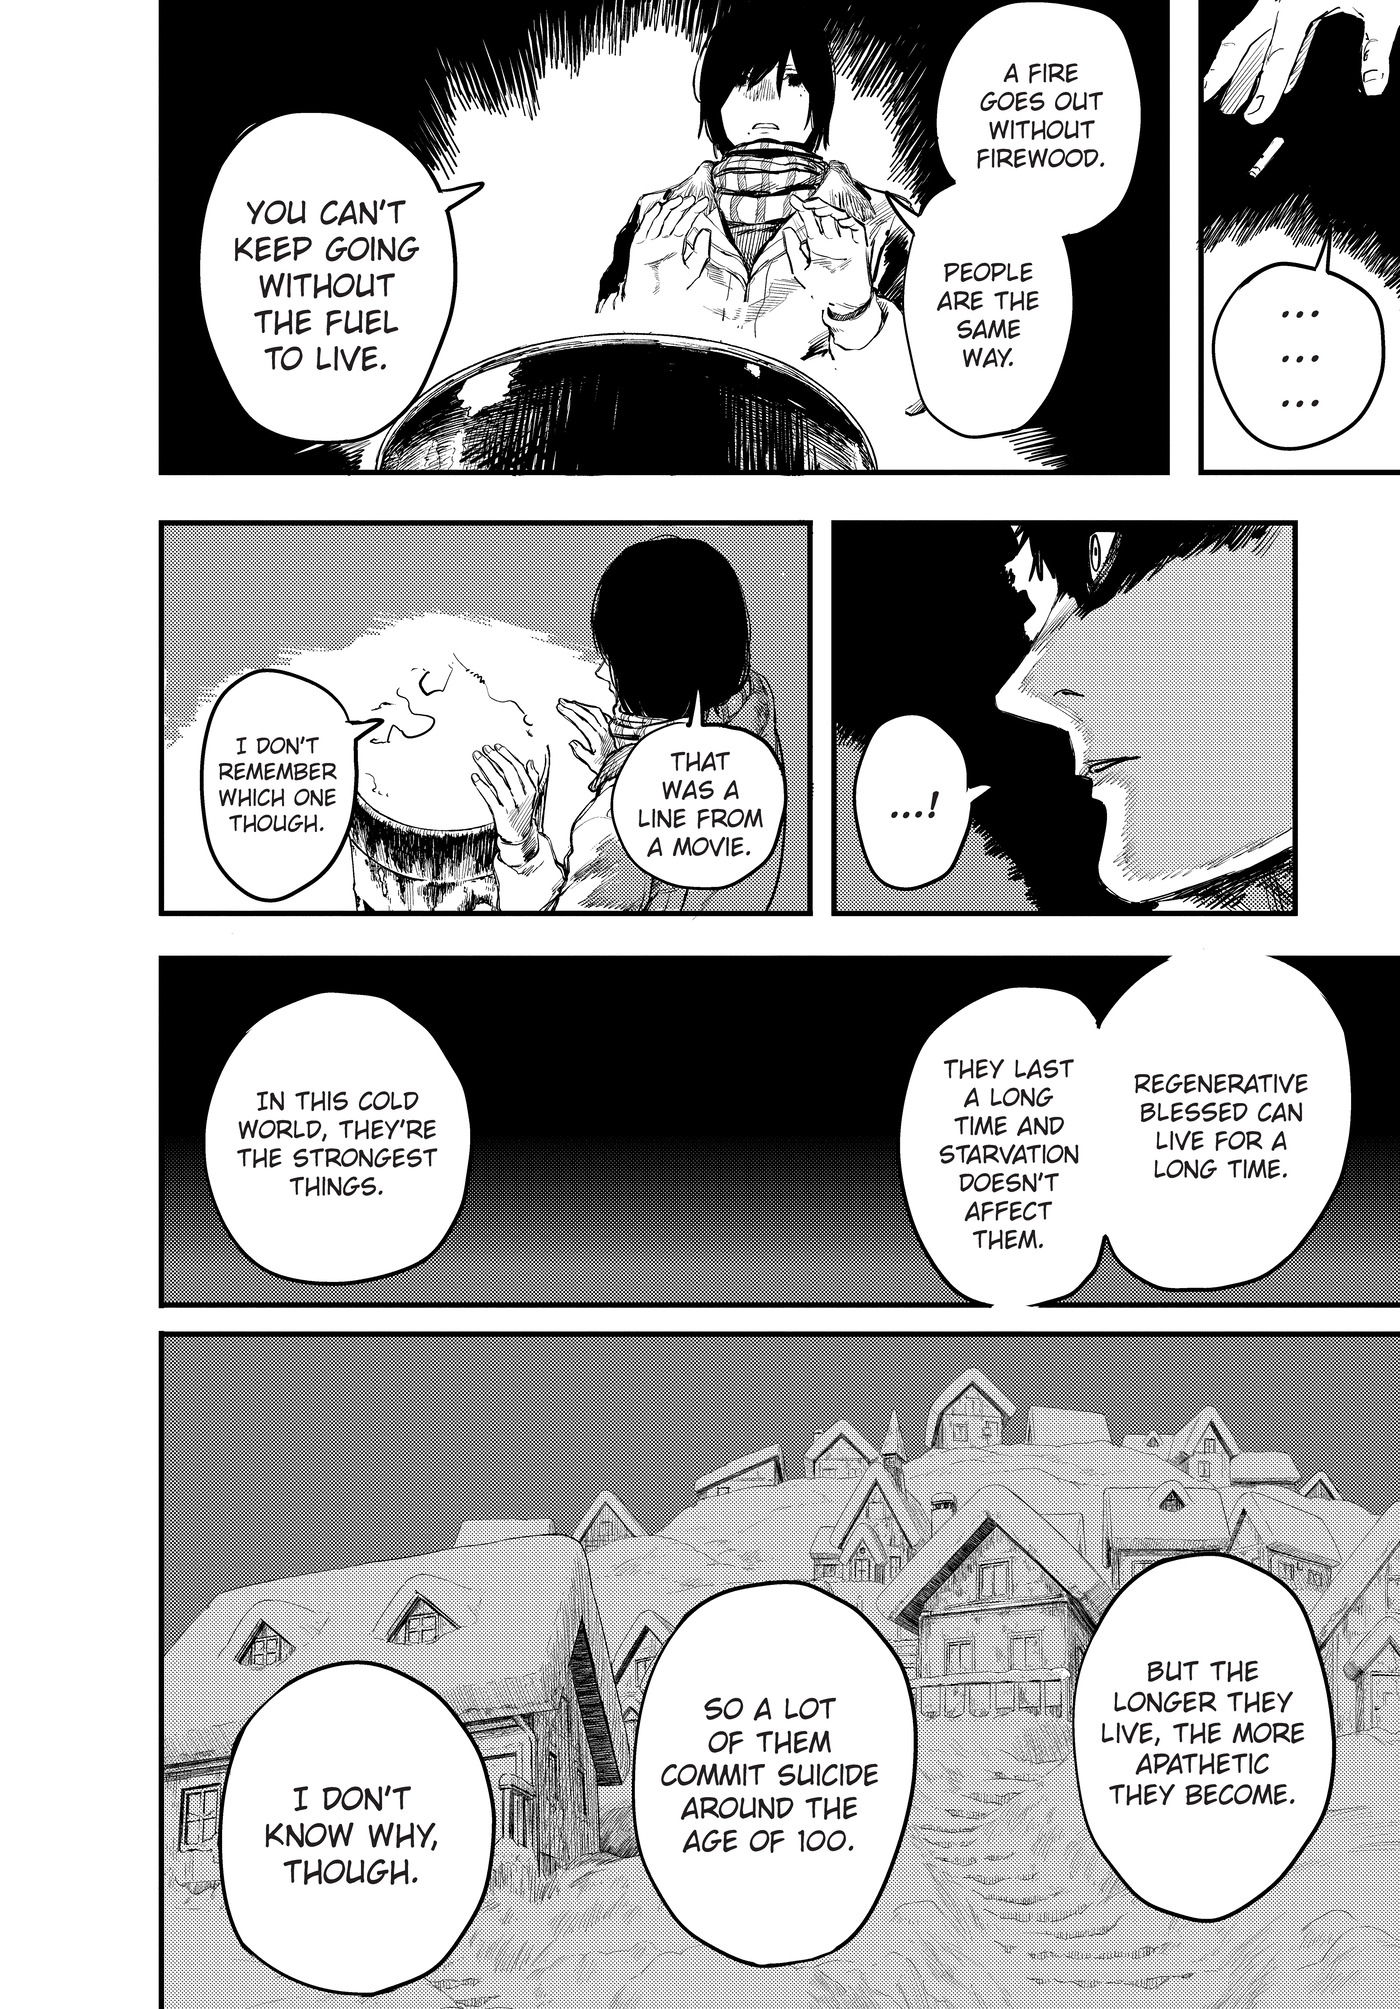 ...
...
...
A FIRE
GOES OUT
WITHOUT
FIREWOOD.
PEOPLE
ARE THE
SAME
WAY.
YOU CAN'T
KEEP GOING
WITHOUT
THE FUEL
TO LIVE.
...!
THAT
WAS A
LINE FROM
A MOVIE.
I DON'T
REMEMBER
WHICH ONE
THOUGH.
REGENERATIVE
BLESSED CAN
LIVE FOR A
LONG TIME.
THEY LAST
A LONG
TIME AND
STARVATION
DOESN'T
AFFECT
THEM.
IN THIS COLD
WORLD, THEY'RE
THE STRONGEST
THINGS.
BUT THE
LONGER THEY
LIVE, THE MORE
APATHETIC
THEY BECOME.
SO A LOT
OF THEM
COMMIT SUICIDE
AROUND THE
AGE OF 100.
I DON'T
KNOW WHY,
THOUGH.